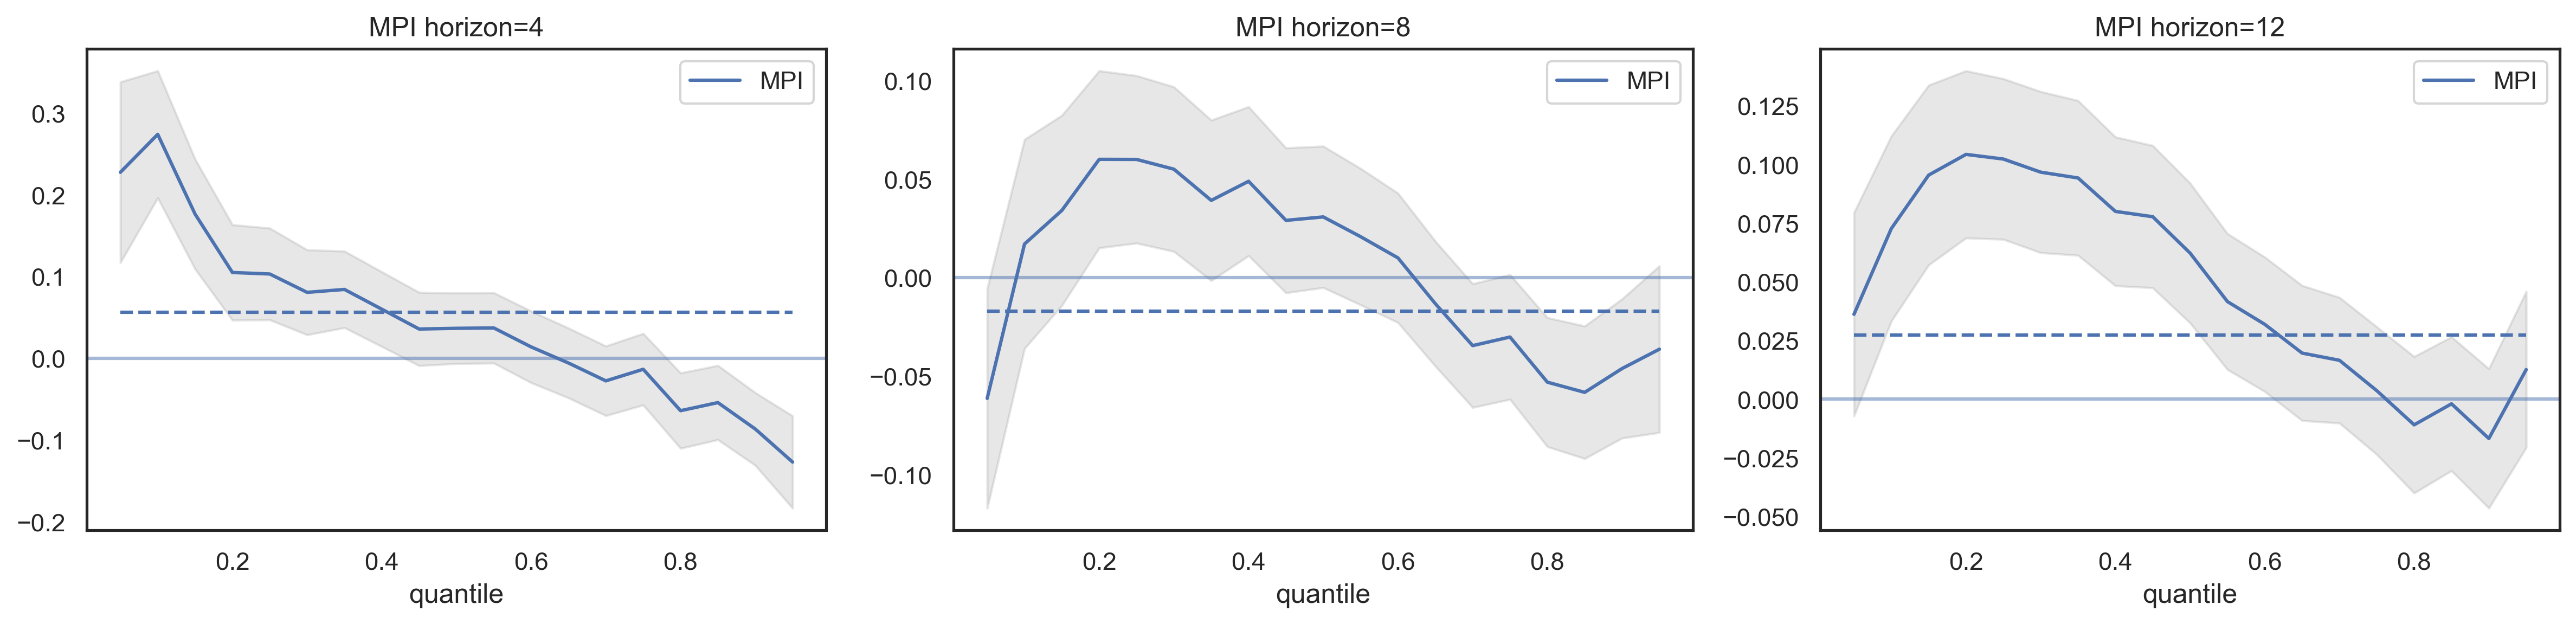 MPI horizon=4
MPI
0.3
0.2
0.1
0.0
−0.1
−0.2
0.2 0.4 0.6 0.8
quantile
MPI horizon=8
MPI
0.10
0.05
0.00
−0.05
−0.10
0.2 0.4 0.6 0.8
quantile
MPI horizon=12
MPI
0.125
0.100
0.075
0.050
0.025
0.000
−0.025
−0.050
0.2 0.4 0.6 0.8
quantile